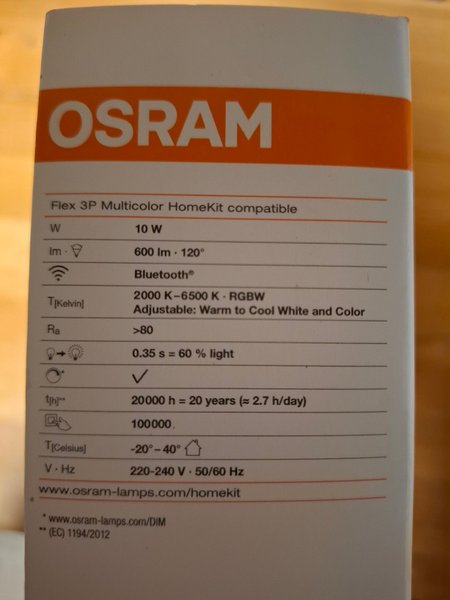 OSRAM
Flex 3P Multicolor HomeKit compatible
W 10 W
lm · 600 lm · 120°
Bluetooth®
T[Kelvin] 2000 K–6500 K · RGBW
Adjustable: Warm to Cool White and Color
Ra >80
0.35 s = 60 % light
* ✓
t[h]** 20000 h = 20 years (≈ 2.7 h/day)
100000
T[Celsius] -20°– 40°
V · Hz 220-240 V · 50/60 Hz
www.osram-lamps.com/homekit
* www.osram-lamps.com/DIM
** (EC) 1194/2012